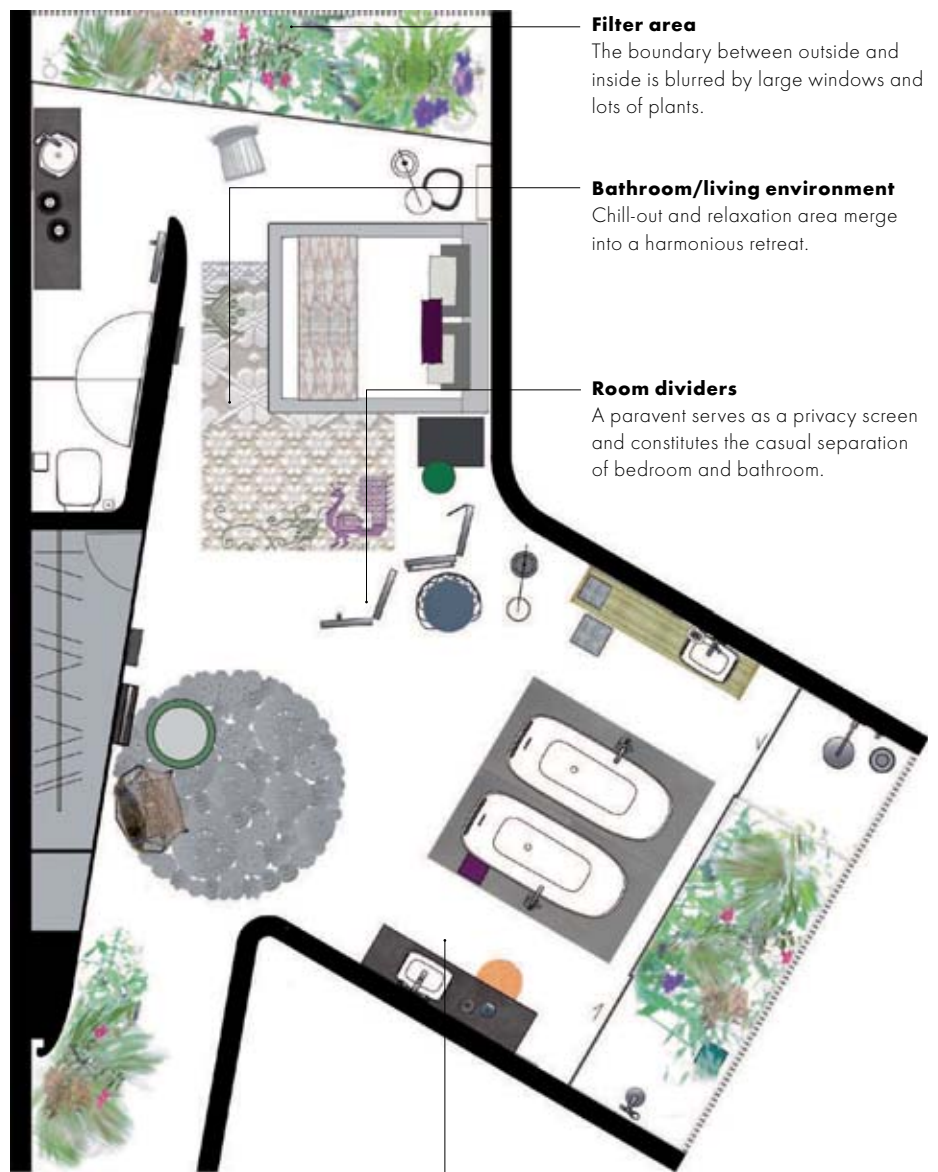 Filter area
The boundary between outside and
inside is blurred by large windows and
lots of plants.
Bathroom/living environment
Chill-out and relaxation area merge
into a harmonious retreat.
Room dividers
A paravent serves as a privacy screen
and constitutes the casual separation
of bedroom and bathroom.